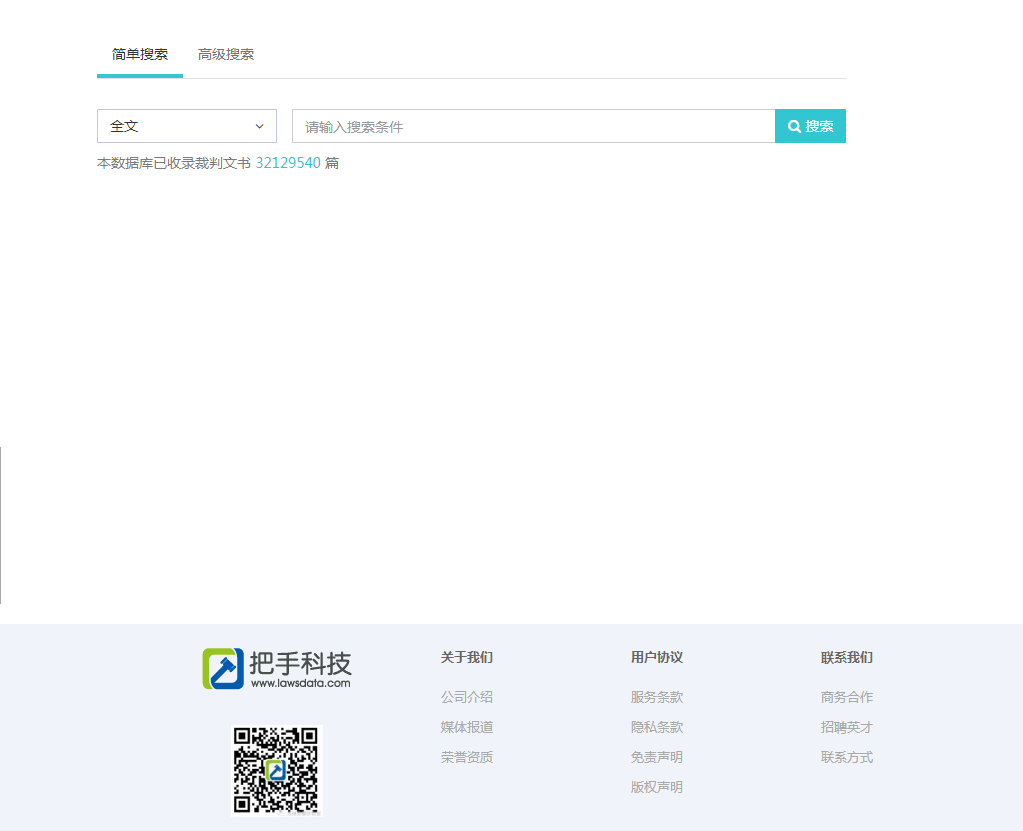 简单搜索 高级搜索
全文 请输入搜索条件 搜索
本数据库已收录裁判文书 32129540 篇
把手科技
www.lawsdata.com
关于我们
公司介绍
媒体报道
荣誉资质
用户协议
服务条款
隐私条款
免责声明
版权声明
联系我们
商务合作
招聘英才
联系方式